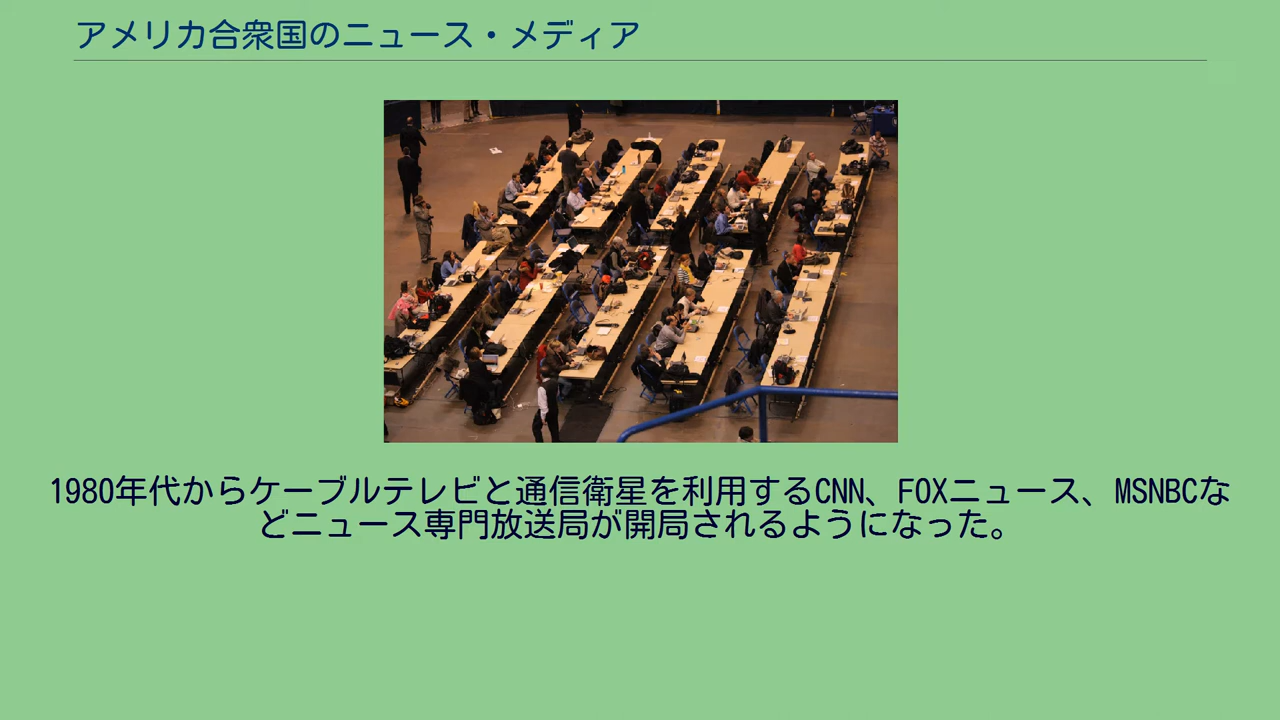 アメリカ合衆国のニュース・メディア
1980年代からケーブルテレビと通信衛星を利用するCNN、FOXニュース、MSNBCな
どニュース専門放送局が開局されるようになった。